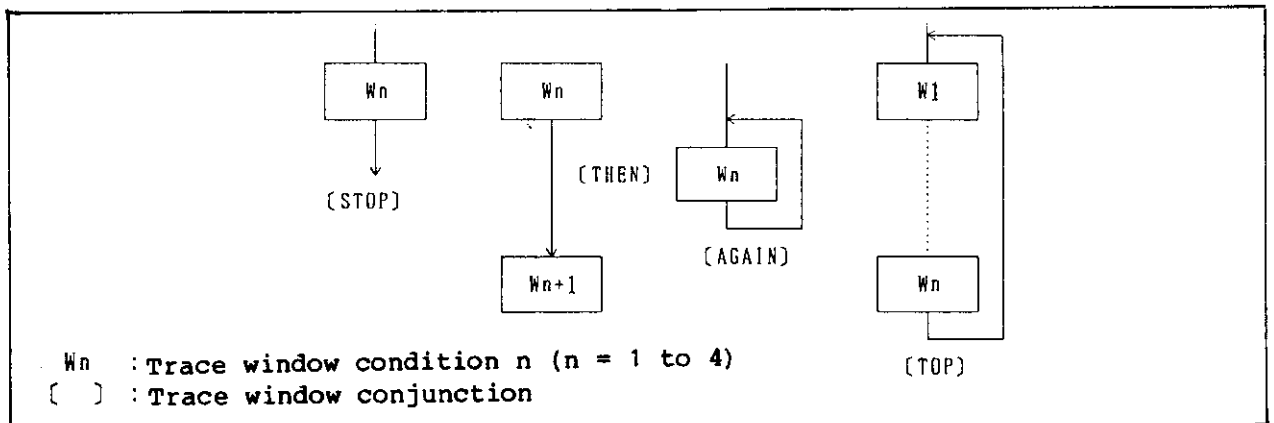 Wn
Wn
W1
(THEN)
Wn
(STOP)
(AGAIN)
Wn+1
Wn
Wn : Trace window condition n (n = 1 to 4)
(TOP)
( ) : Trace window conjunction